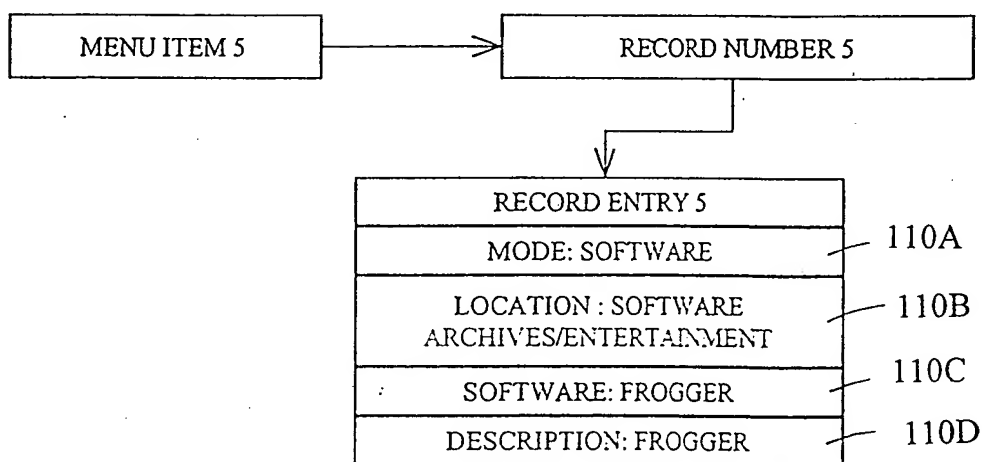 MENU ITEM 5
RECORD NUMBER 5
RECORD ENTRY 5
MODE: SOFTWARE
110A
LOCATION : SOFTWARE
ARCHIVES/ENTERTAINMENT
110B
SOFTWARE: FROGGER
110C
DESCRIPTION: FROGGER
110D